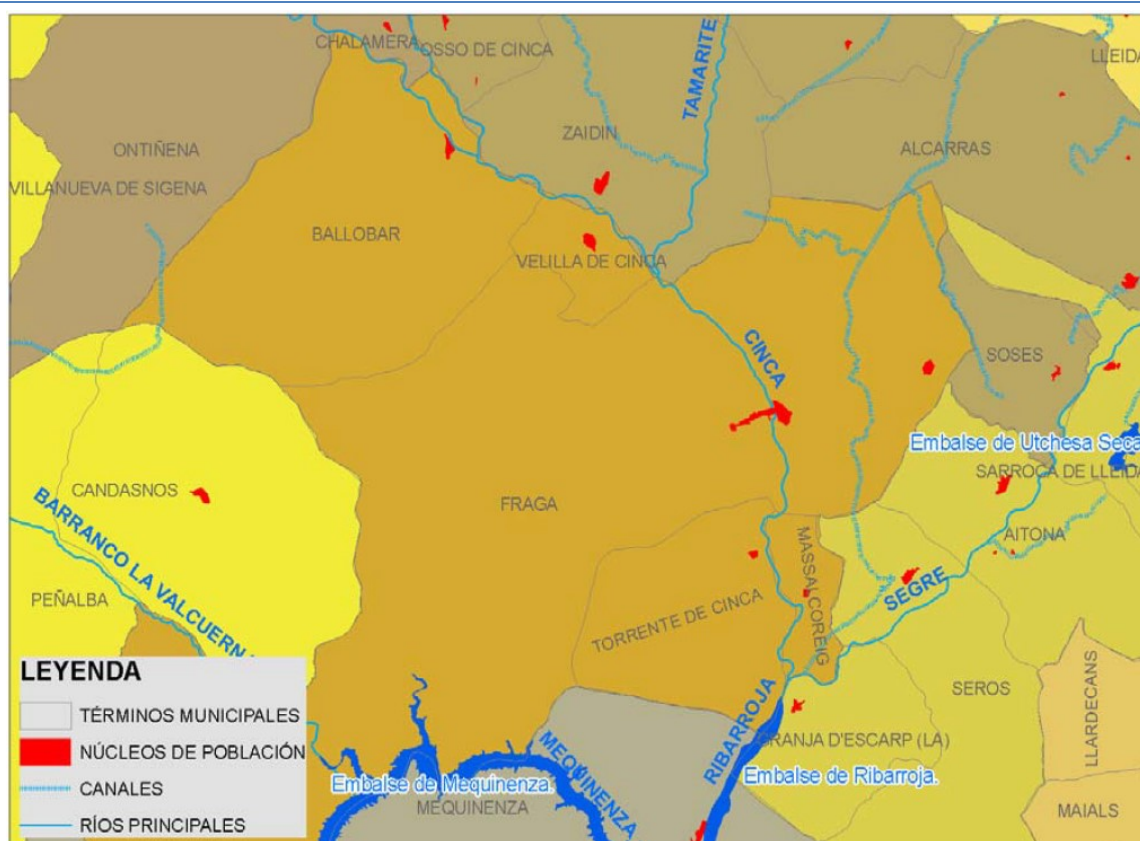 CHALAMERA
OSSO DE CINCA
LLEIDA
TAMARITE
ZAIDIN
ONTIÑENA
ALCARRAS
VILLANUEVA DE SIGENA
BALLOBAR
VELILLA DE CINCA
CINCA
SOSES
Embalse de Utchesa Seca
SARROCA DE LLEIDA
CANDASNOS
FRAGA
AITONA
BARRANCO LA VALCUERN
MASSALCOREIG
SEGRE
PEÑALBA
TORRENTE DE CINCA
SEROS
LLARDECANS
LEYENDA
TÉRMINOS MUNICIPALES
NÚCLEOS DE POBLACIÓN
CANALES
RÍOS PRINCIPALES
RIBARROJA
MEQUINENZA
GRANJA D'ESCARP (LA)
Embalse de Mequinenza.
Embalse de Ribarroja.
MEQUINENZA
MAIALS